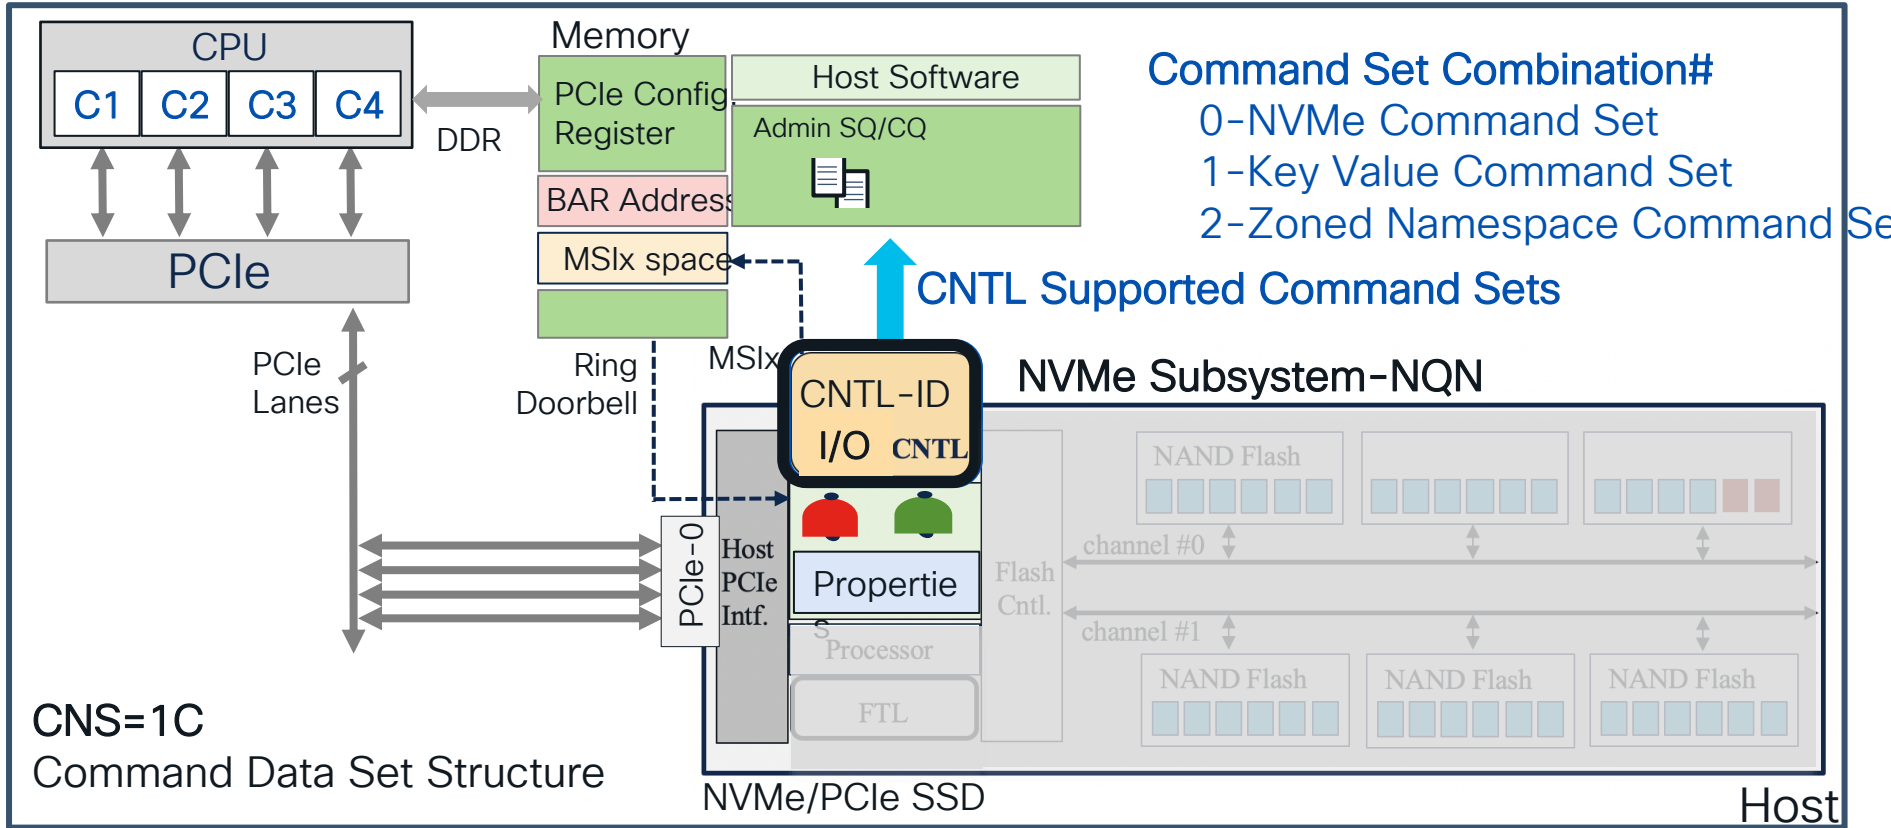 CPU
C1 C2 C3 C4
PCIe
DDR
PCIe
Lanes
Memory
PCIe Config
Register
BAR Address
MSIx space
Host Software
Admin SQ/CQ
Command Set Combination#
0-NVMe Command Set
1-Key Value Command Set
2-Zoned Namespace Command Se
CNTL Supported Command Sets
Ring
Doorbell
MSIx
CNTL-ID
I/O CNTL
NVMe Subsystem-NQN
PCIe-0
Host
PCIe
Intf.
Propertie
s
Processor
FTL
Flash
Cntl.
NAND Flash
channel #0
channel #1
NAND Flash
NAND Flash
NAND Flash
CNS=1C
Command Data Set Structure
NVMe/PCIe SSD
Host